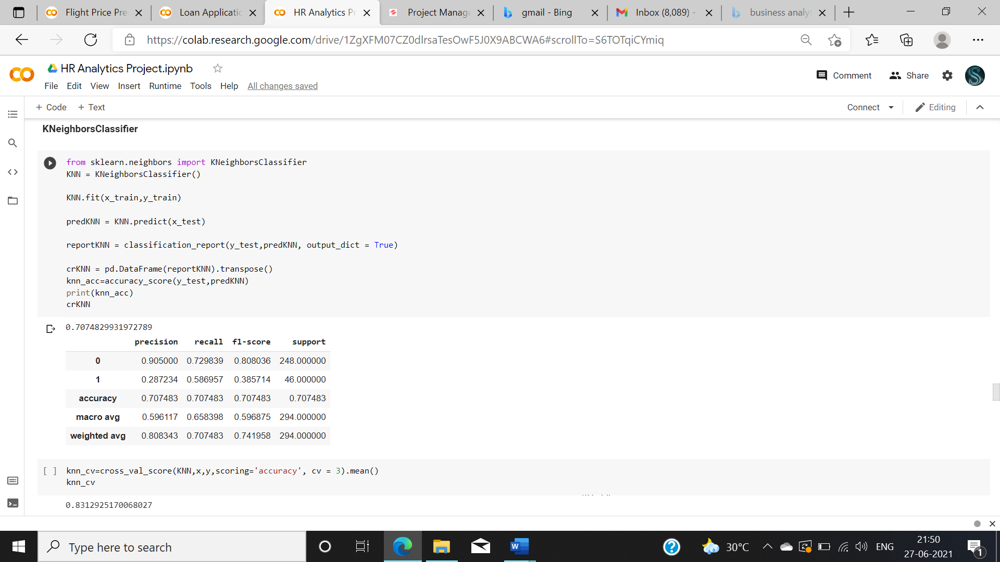 Flight Price Pre
Loan Applicatio
HR Analytics Pr
Project Manage
gmail - Bing
Inbox (8,089) -
business analyt
https://colab.research.google.com/drive/1ZgXFM07CZ0dlrsaTesOwF5J0X9ABCWA6#scrollTo=S6TOTqiCYmiq
HR Analytics Project.ipynb
Comment
Share
File Edit View Insert Runtime Tools Help All changes saved
+ Code + Text
Connect
Editing
KNeighborsClassifier
from sklearn.neighbors import KNeighborsClassifier
KNN = KNeighborsClassifier()
KNN.fit(x_train,y_train)
predKNN = KNN.predict(x_test)
reportKNN = classification_report(y_test,predKNN, output_dict = True)
crKNN = pd.DataFrame(reportKNN).transpose()
knn_acc=accuracy_score(y_test,predKNN)
print(knn_acc)
crKNN
0.7074829931972789
precision recall f1-score support
0 0.905000 0.729839 0.808036 248.000000
1 0.287234 0.586957 0.385714 46.000000
accuracy 0.707483 0.707483 0.707483 0.707483
macro avg 0.596117 0.658398 0.596875 294.000000
weighted avg 0.808343 0.707483 0.741958 294.000000
[ ] knn_cv=cross_val_score(KNN,x,y,scoring='accuracy', cv = 3).mean()
knn_cv
0.8312925170068027
Type here to search
30°C
ENG
21:50
27-06-2021
1